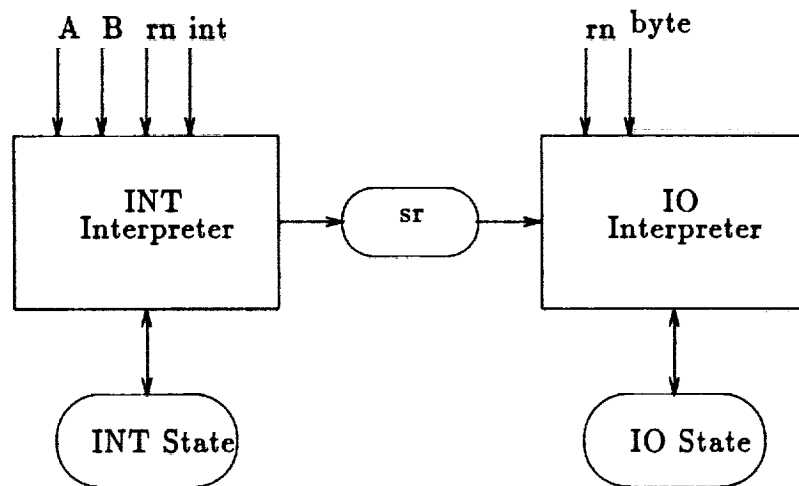 A B rn int
rn byte
INT
Interpreter
sr
IO
Interpreter
INT State
IO State